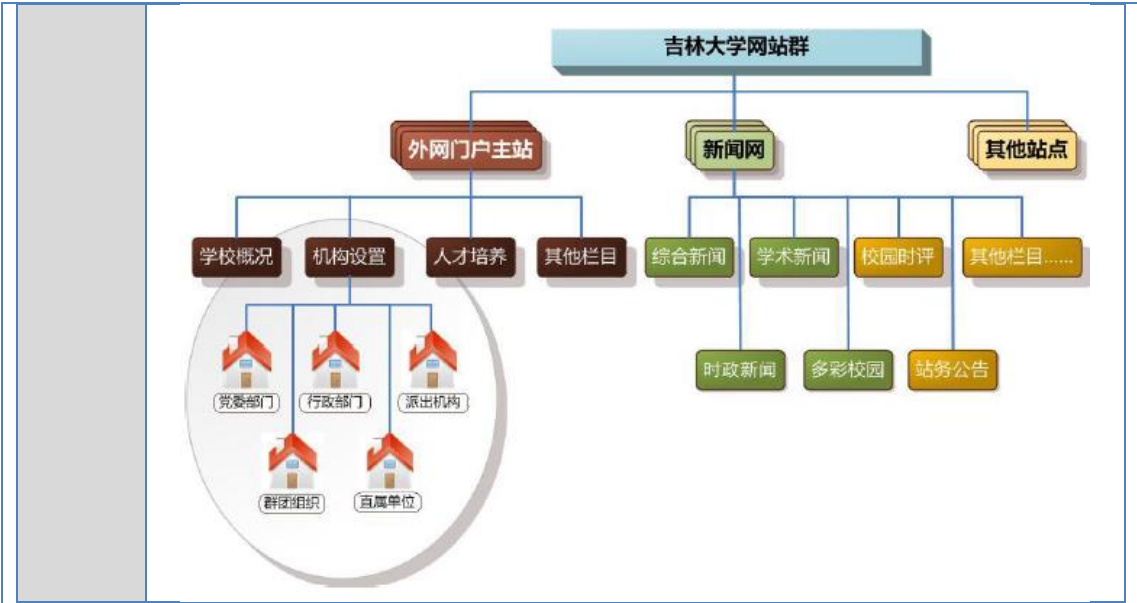 吉林大学网站群
外网门户主站
新闻网
其他站点
学校概况
机构设置
人才培养
其他栏目
综合新闻
学术新闻
校园时评
其他栏目......
党委部门
行政部门
派出机构
时政新闻
多彩校园
站务公告
群团组织
直属单位